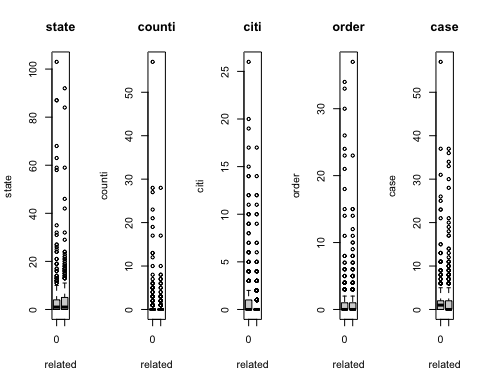 state counti citi order case
state
0 20 40 60 80 100
0
related
counti
0 10 20 30 40 50
0
related
citi
0 5 10 15 20 25
0
related
order
0 10 20 30
0
related
case
0 10 20 30 40 50
0
related